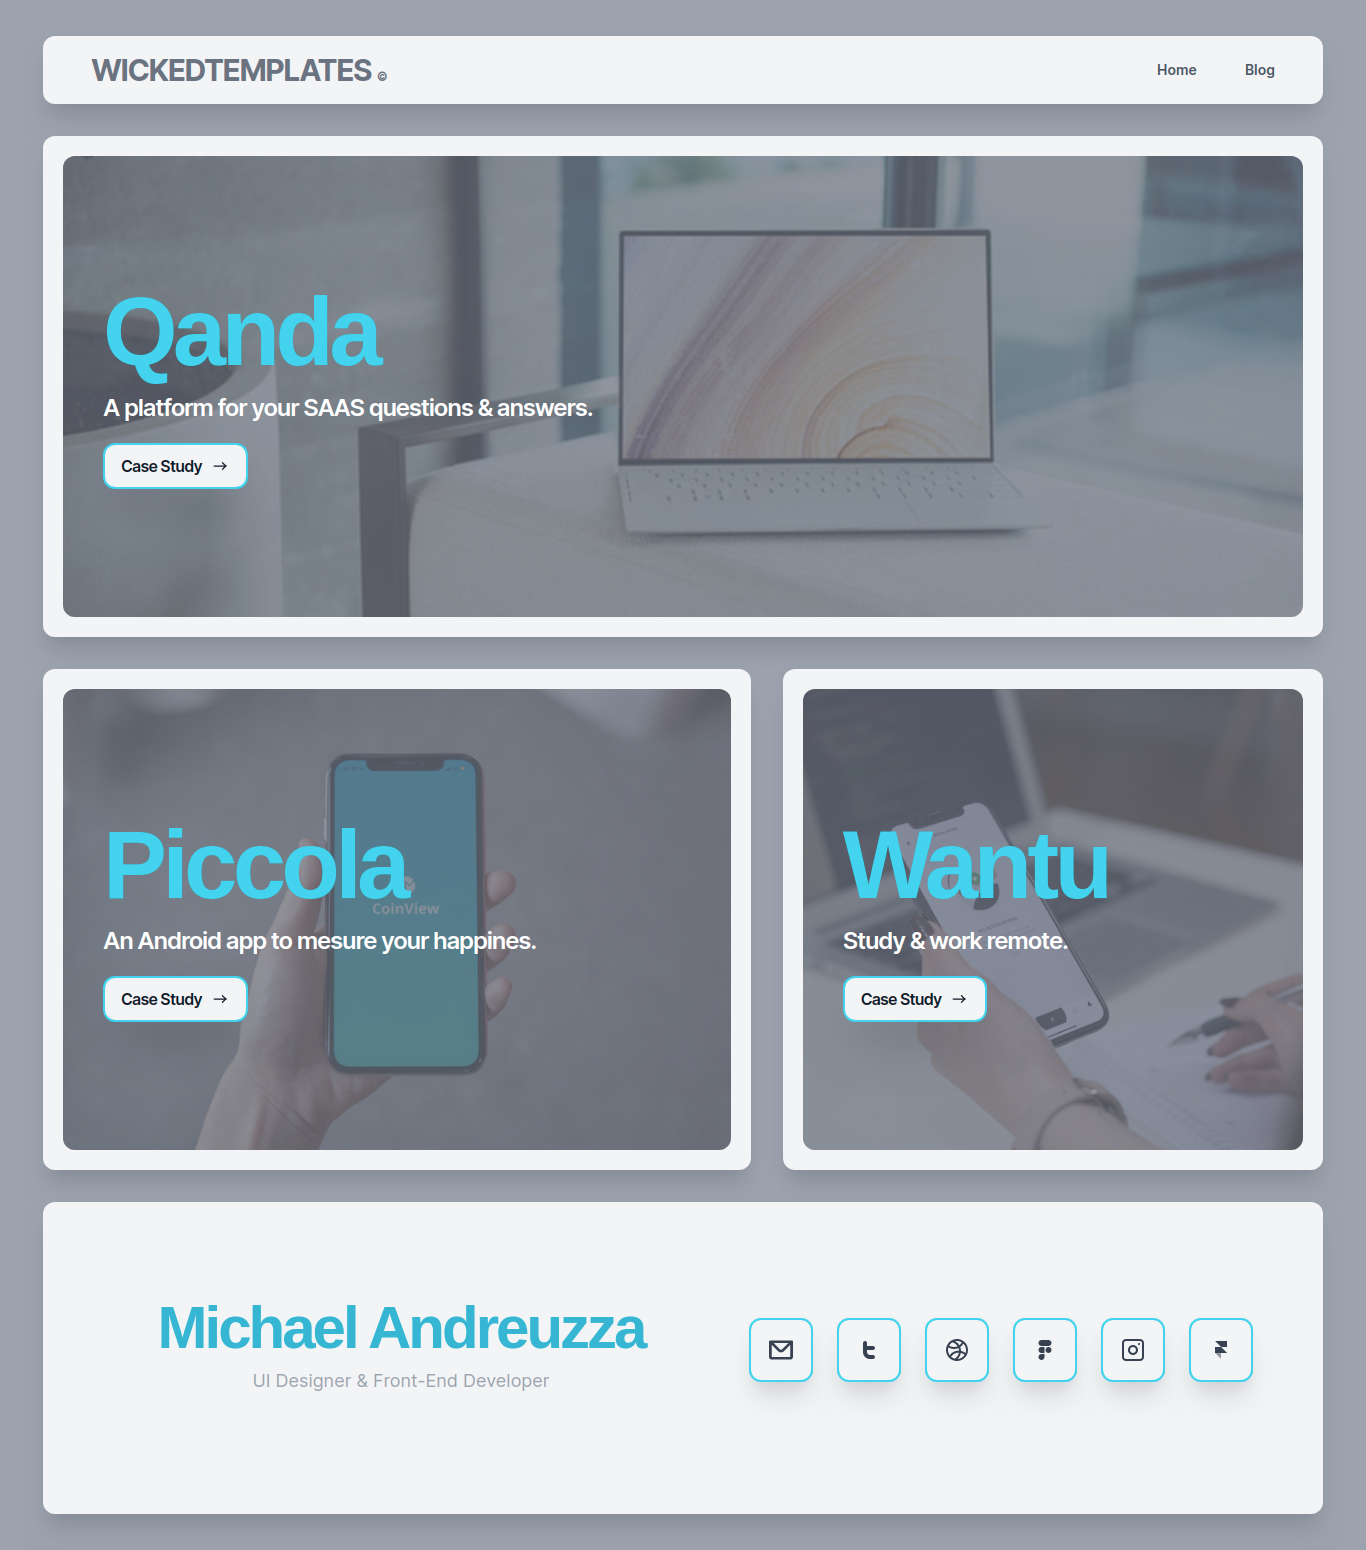 WICKEDTEMPLATES ©
Home
Blog
Qanda
A platform for your SAAS questions & answers.
Case Study →
Piccola
CoinView
An Android app to mesure your happines.
Case Study →
Wantu
Study & work remote.
Case Study →
Michael Andreuzza
UI Designer & Front-End Developer